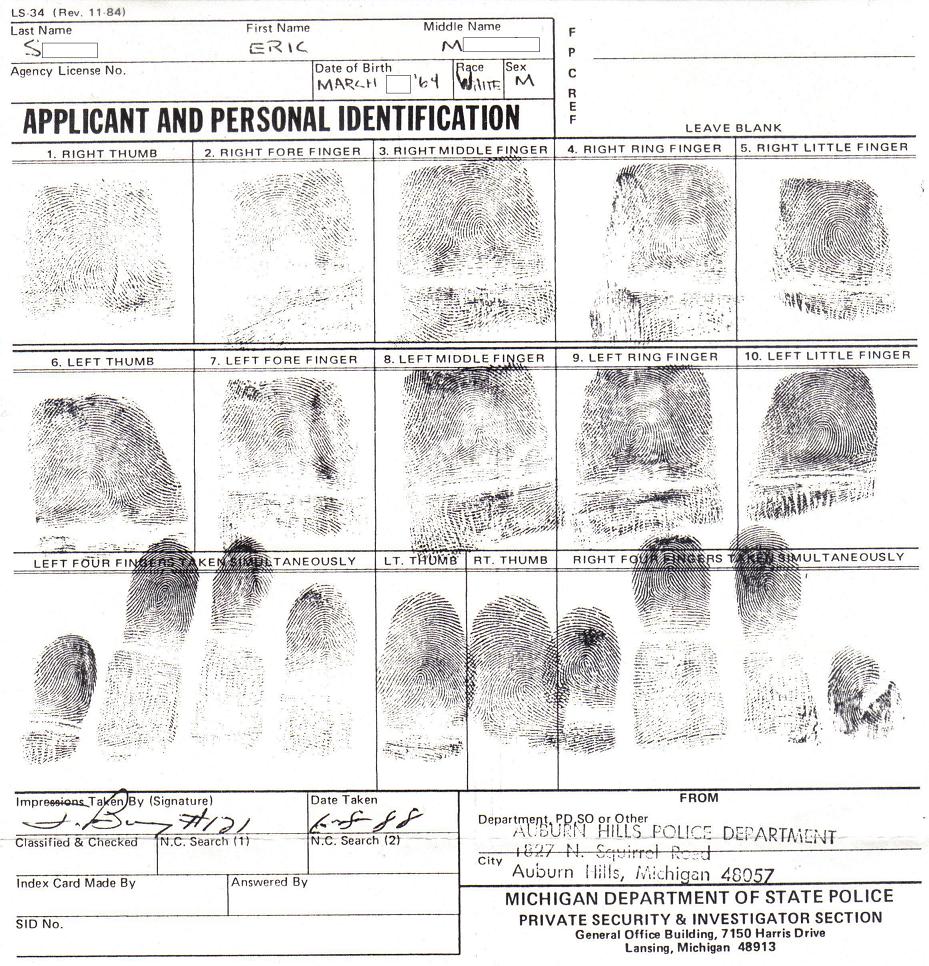 LS-34 (Rev. 11-84)
Last Name First Name Middle Name
S ERIC M
Agency License No. Date of Birth Race Sex
MARCH '64 WHITE M
F
P
C
R
E
F
APPLICANT AND PERSONAL IDENTIFICATION
LEAVE BLANK
1. RIGHT THUMB 2. RIGHT FORE FINGER 3. RIGHT MIDDLE FINGER 4. RIGHT RING FINGER 5. RIGHT LITTLE FINGER
6. LEFT THUMB 7. LEFT FORE FINGER 8. LEFT MIDDLE FINGER 9. LEFT RING FINGER 10. LEFT LITTLE FINGER
LEFT FOUR FINGERS TAKEN SIMULTANEOUSLY LT. THUMB RT. THUMB RIGHT FOUR FINGERS TAKEN SIMULTANEOUSLY
Impressions Taken By (Signature) Date Taken
#121 88
Classified & Checked N.C. Search (1) N.C. Search (2)
Index Card Made By Answered By
SID No.
FROM
Department, PD, SO or Other
AUBURN HILLS POLICE DEPARTMENT
1827 N. Squirrel Road
City
Auburn Hills, Michigan 48057
MICHIGAN DEPARTMENT OF STATE POLICE
PRIVATE SECURITY & INVESTIGATOR SECTION
General Office Building, 7150 Harris Drive
Lansing, Michigan 48913